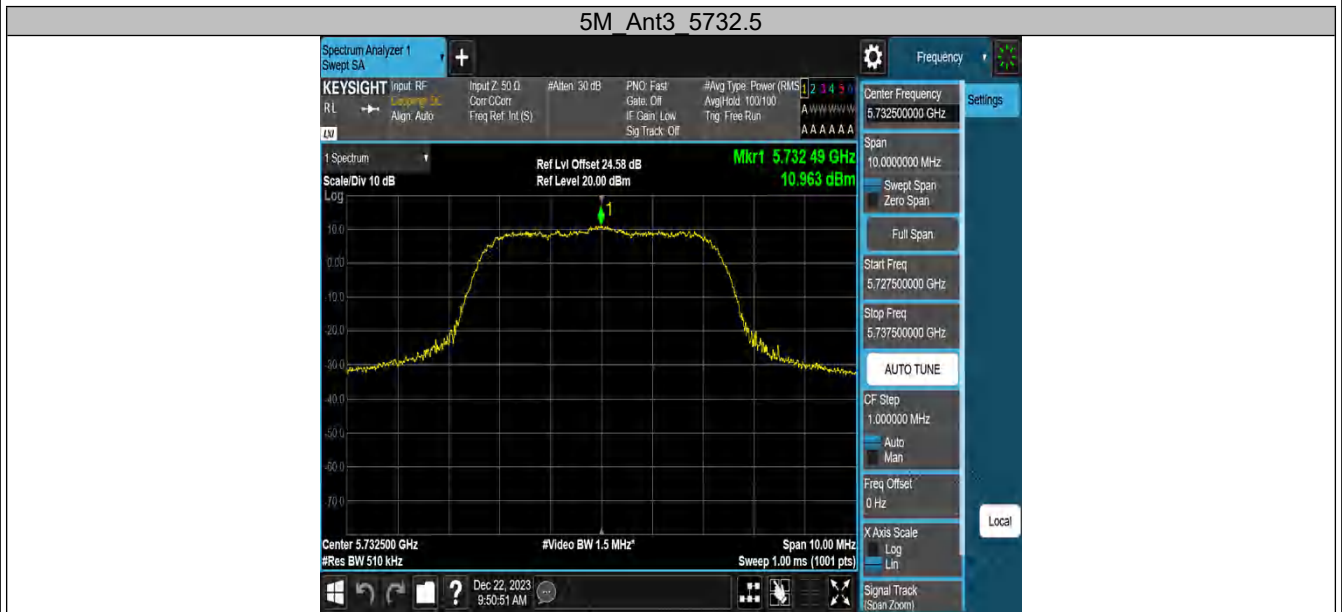 5M_Ant3_5732.5
Spectrum Analyzer 1
Swept SA
+
Frequency
KEYSIGHT
RL
LXI
Input: RF
Coupling: DC
Align: Auto
Input Z: 50 Ω
Corr CCorr
Freq Ref: Int (S)
#Atten: 30 dB
PNO: Fast
Gate: Off
IF Gain: Low
Sig Track: Off
#Avg Type: Power (RMS
Avg|Hold: 100/100
Trig: Free Run
1 2 3 4 5 6
A W W W W W
A A A A A A
1 Spectrum
Scale/Div 10 dB
Log
Ref Lvl Offset 24.58 dB
Ref Level 20.00 dBm
Mkr1 5.732 49 GHz
10.963 dBm
1
10.0
0.00
-10.0
-20.0
-30.0
-40.0
-50.0
-60.0
-70.0
Center 5.732500 GHz
#Res BW 510 kHz
#Video BW 1.5 MHz*
Span 10.00 MHz
Sweep 1.00 ms (1001 pts)
Dec 22, 2023
9:50:51 AM
Center Frequency
5.732500000 GHz
Span
10.0000000 MHz
Swept Span
Zero Span
Full Span
Start Freq
5.727500000 GHz
Stop Freq
5.737500000 GHz
AUTO TUNE
CF Step
1.000000 MHz
Auto
Man
Freq Offset
0 Hz
X Axis Scale
Log
Lin
Signal Track
(Span Zoom)
Settings
Local